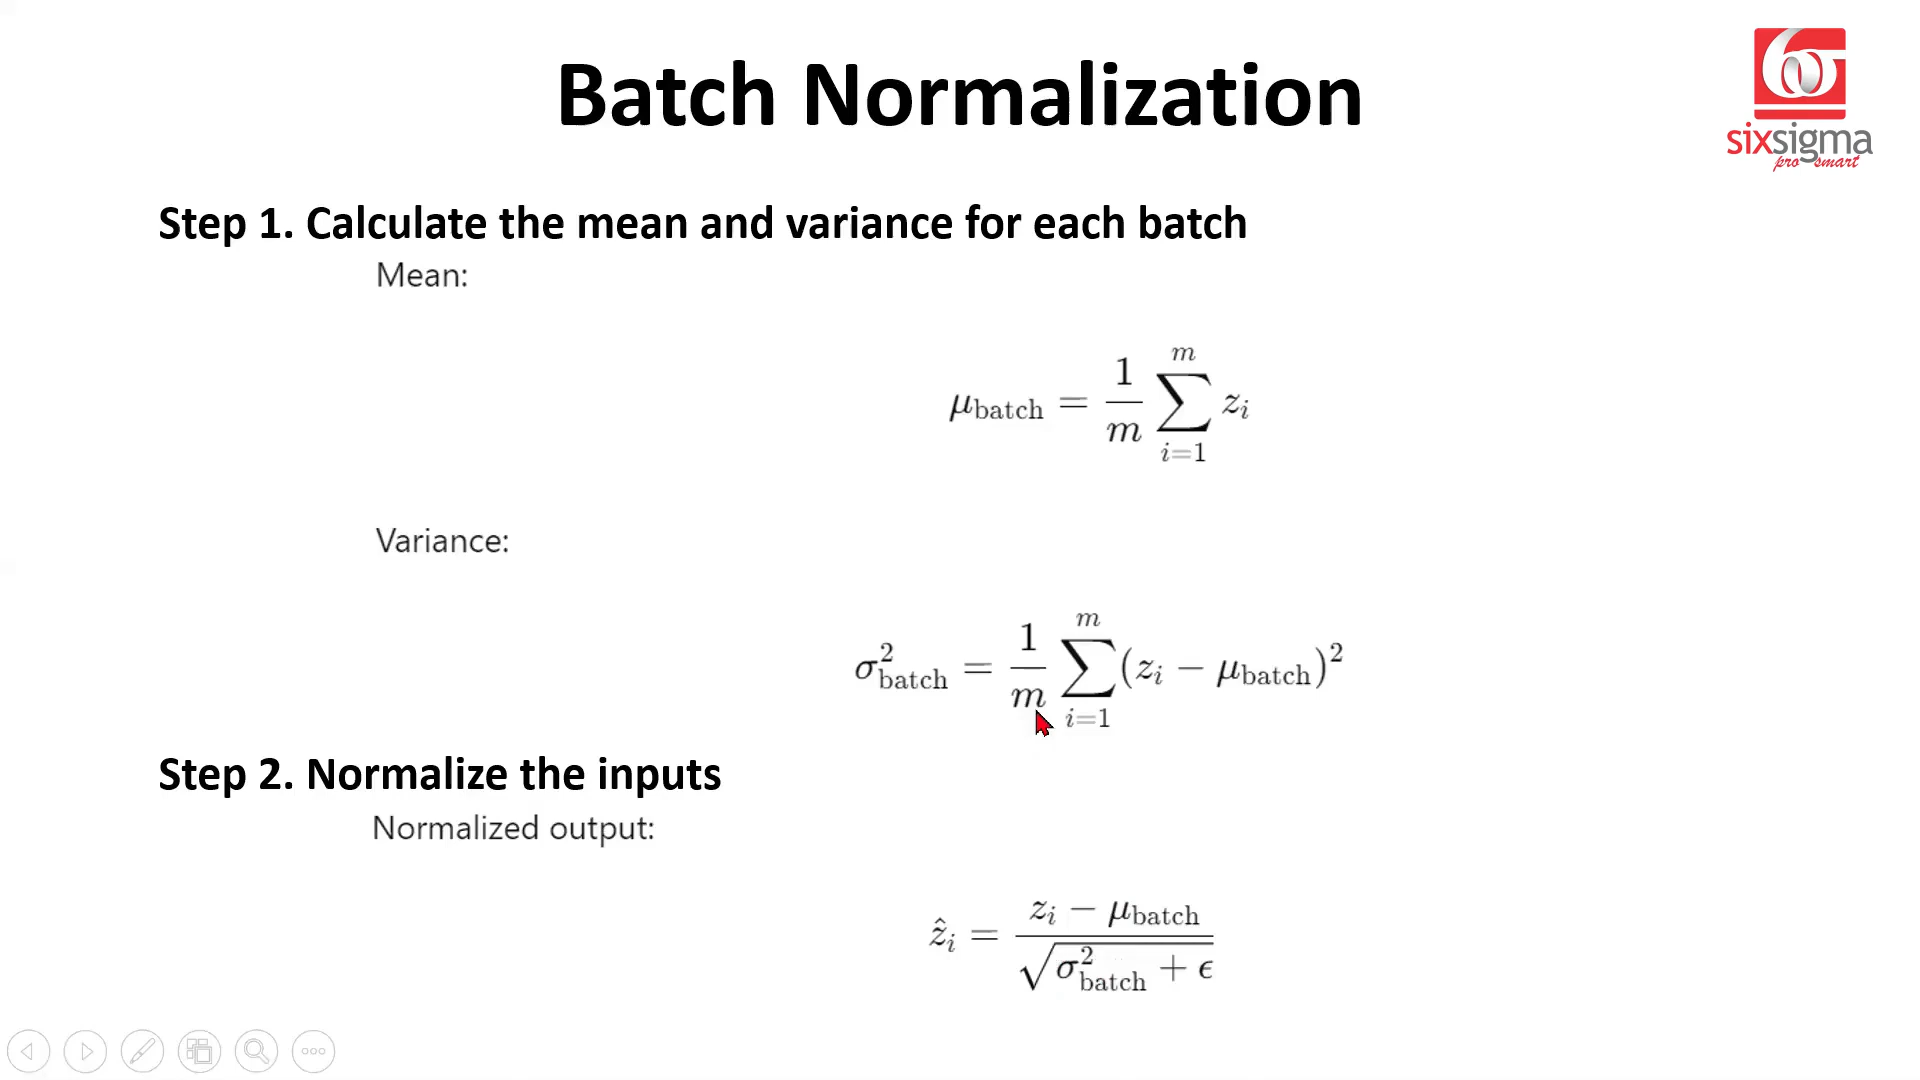 Batch Normalization
sixsigma
pro smart
Step 1. Calculate the mean and variance for each batch
Mean:
μ_batch = 1/m ∑_{i=1}^{m} z_i
Variance:
σ²_batch = 1/m ∑_{i=1}^{m} (z_i − μ_batch)²
Step 2. Normalize the inputs
Normalized output:
ẑ_i = (z_i − μ_batch) / √(σ²_batch + ϵ)